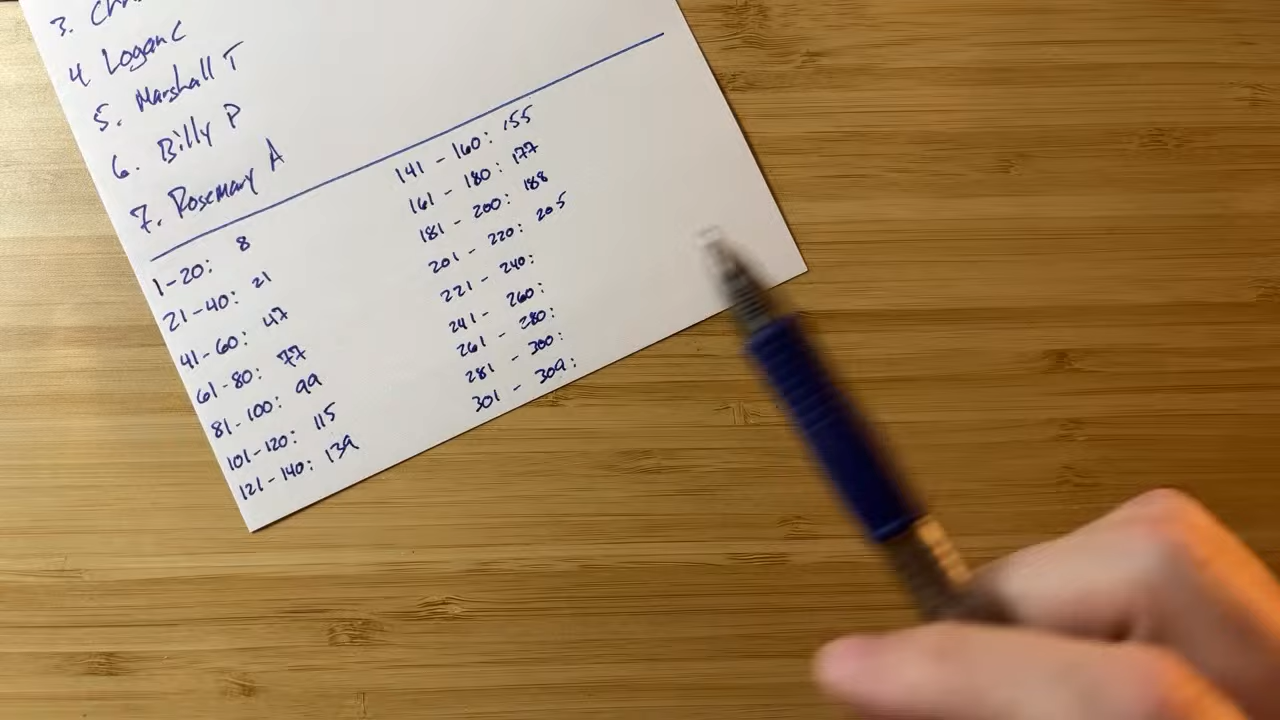 3.
4. Logan C
5. Marshall T
6. Billy P
7. Rosemary A
1-20: 8
21-40: 21
41-60: 47
61-80: 77
81-100: 99
101-120: 115
121-140: 139
141 - 160: 155
161 - 180: 177
181 - 200: 188
201 - 220: 205
221 - 240:
241 - 260:
261 - 280:
281 - 300:
301 - 309: